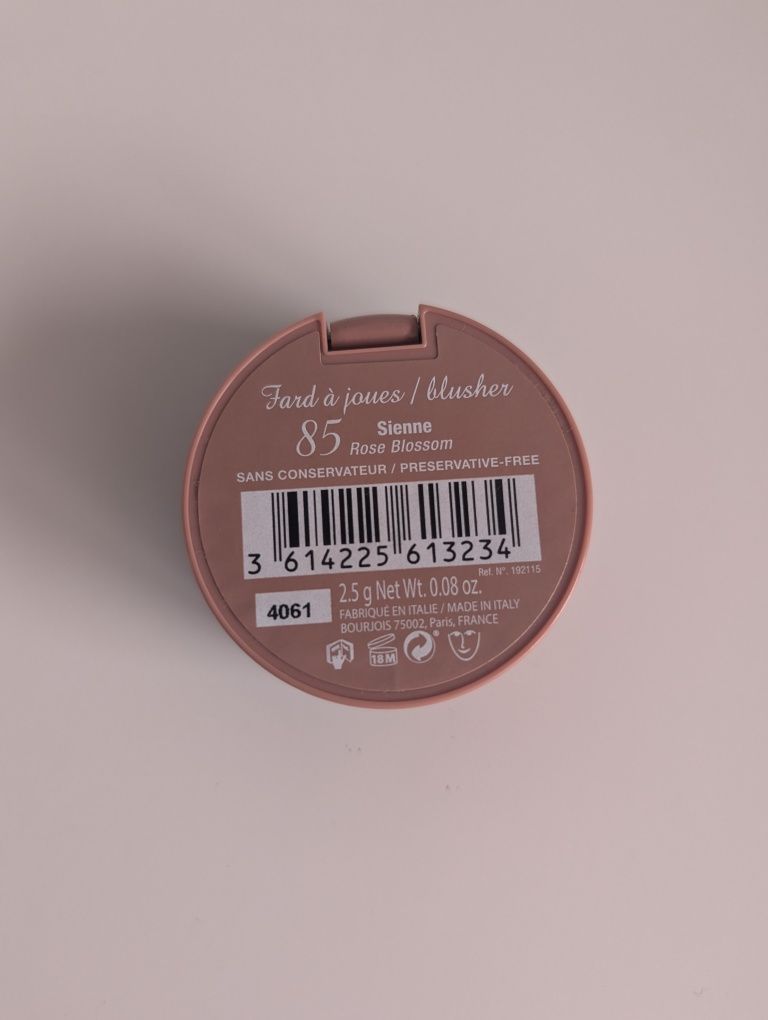 Fard à joues / blusher
85 Sienne
Rose Blossom
SANS CONSERVATEUR / PRESERVATIVE-FREE
3 614225 613234
Ref. N°. 192115
2.5 g Net Wt. 0.08 oz.
4061
FABRIQUÉ EN ITALIE / MADE IN ITALY
BOURJOIS 75002, Paris, FRANCE
18M